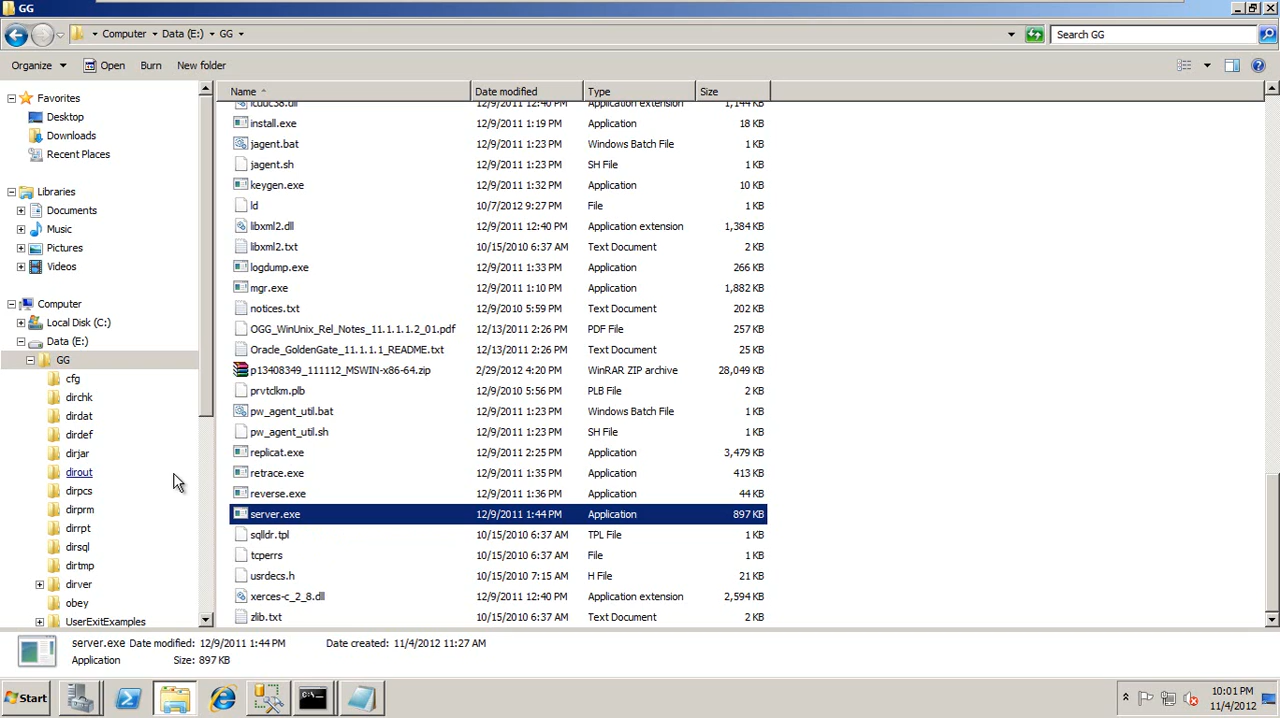 GG
Computer Data (E:) GG Search GG
Organize Open Burn New folder
Favorites
Desktop
Downloads
Recent Places
Libraries
Documents
Music
Pictures
Videos
Computer
Local Disk (C:)
Data (E:)
GG
cfg
dirchk
dirdat
dirdef
dirjar
dirout
dirpcs
dirprm
dirrpt
dirsql
dirtmp
dirver
obey
UserExitExamples
Name Date modified Type Size
icudc38.dll 12/9/2011 12:40 PM Application extension 1,144 KB
install.exe 12/9/2011 1:19 PM Application 18 KB
jagent.bat 12/9/2011 1:23 PM Windows Batch File 1 KB
jagent.sh 12/9/2011 1:23 PM SH File 1 KB
keygen.exe 12/9/2011 1:32 PM Application 10 KB
ld 10/7/2012 9:27 PM File 1 KB
libxml2.dll 12/9/2011 12:40 PM Application extension 1,384 KB
libxml2.txt 10/15/2010 6:37 AM Text Document 2 KB
logdump.exe 12/9/2011 1:33 PM Application 266 KB
mgr.exe 12/9/2011 1:10 PM Application 1,882 KB
notices.txt 12/9/2010 5:59 PM Text Document 202 KB
OGG_WinUnix_Rel_Notes_11.1.1.1.2_01.pdf 12/13/2011 2:26 PM PDF File 257 KB
Oracle_GoldenGate_11.1.1.1_README.txt 12/13/2011 2:26 PM Text Document 25 KB
p13408349_111112_MSWIN-x86-64.zip 2/29/2012 4:20 PM WinRAR ZIP archive 28,049 KB
prvtclkm.plb 12/9/2010 5:56 PM PLB File 2 KB
pw_agent_util.bat 12/9/2011 1:23 PM Windows Batch File 1 KB
pw_agent_util.sh 12/9/2011 1:23 PM SH File 1 KB
replicat.exe 12/9/2011 2:25 PM Application 3,479 KB
retrace.exe 12/9/2011 1:35 PM Application 413 KB
reverse.exe 12/9/2011 1:36 PM Application 44 KB
server.exe 12/9/2011 1:44 PM Application 897 KB
sqlldr.tpl 10/15/2010 6:37 AM TPL File 1 KB
tcperrs 10/15/2010 6:37 AM File 1 KB
usrdecs.h 10/15/2010 7:15 AM H File 21 KB
xerces-c_2_8.dll 12/9/2011 12:40 PM Application extension 2,594 KB
zlib.txt 10/15/2010 6:37 AM Text Document 2 KB
server.exe Date modified: 12/9/2011 1:44 PM Date created: 11/4/2012 11:27 AM
Application Size: 897 KB
Start
10:01 PM
11/4/2012